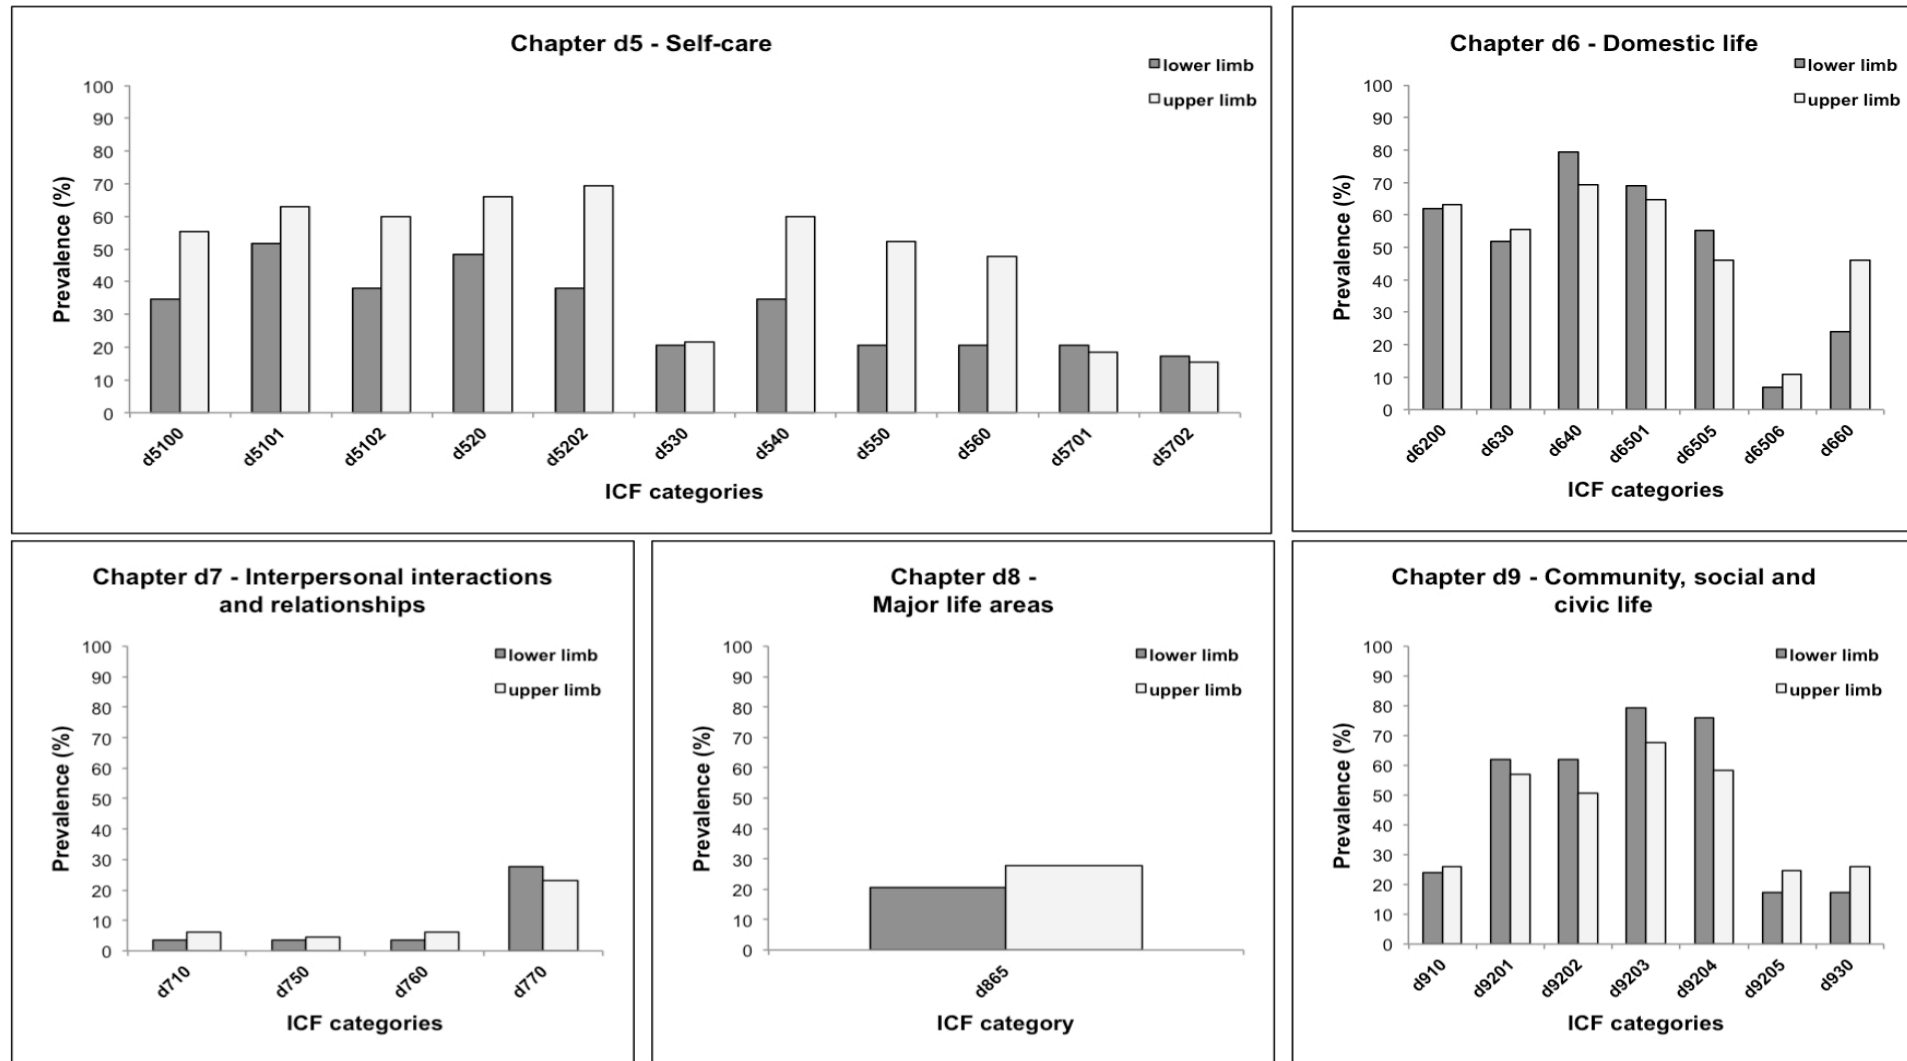 Chapter d5 - Self-care
lower limb
upper limb
Prevalence (%)
100
90
80
70
60
50
40
30
20
10
0
d5100 d5101 d5102 d520 d5202 d530 d540 d550 d560 d5701 d5702
ICF categories
Chapter d6 - Domestic life
lower limb
upper limb
Prevalence (%)
100
90
80
70
60
50
40
30
20
10
0
d6200 d630 d640 d6501 d6505 d6506 d660
ICF categories
Chapter d7 - Interpersonal interactions
and relationships
lower limb
upper limb
Prevalence (%)
100
90
80
70
60
50
40
30
20
10
0
d710 d750 d760 d770
ICF categories
Chapter d8 -
Major life areas
lower limb
upper limb
Prevalence (%)
100
90
80
70
60
50
40
30
20
10
0
d865
ICF category
Chapter d9 - Community, social and
civic life
lower limb
upper limb
Prevalence (%)
100
90
80
70
60
50
40
30
20
10
0
d910 d9201 d9202 d9203 d9204 d9205 d930
ICF categories